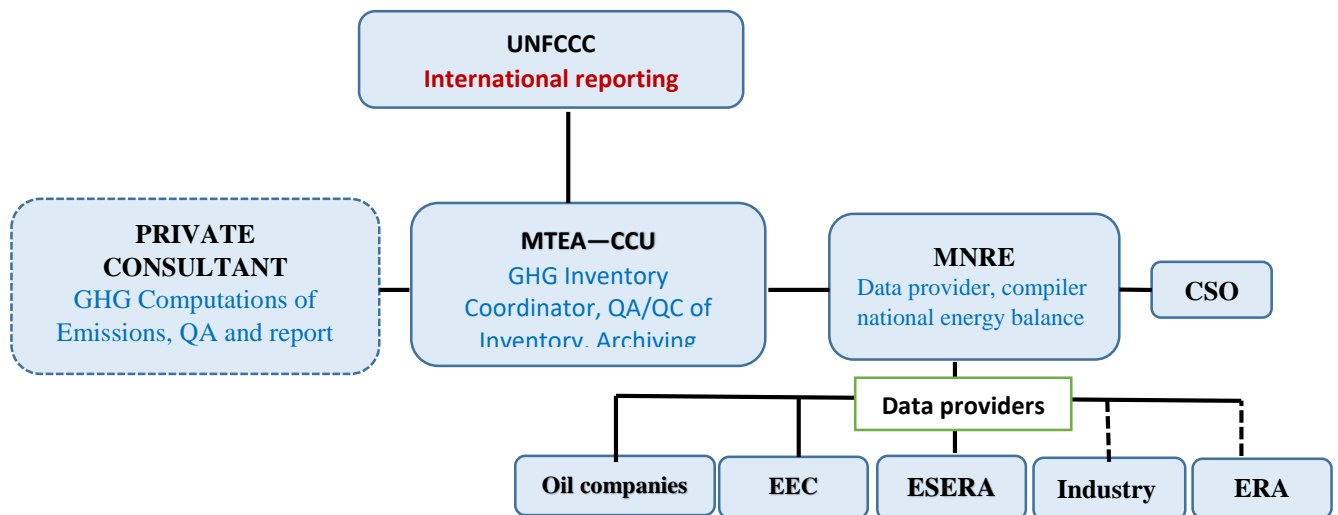 UNFCCC
International reporting
PRIVATE
CONSULTANT
GHG Computations of
Emissions, QA and report
MTEA—CCU
GHG Inventory
Coordinator, QA/QC of
Inventory, Archiving
MNRE
Data provider, compiler
national energy balance
CSO
Data providers
Oil companies
EEC
ESERA
Industry
ERA